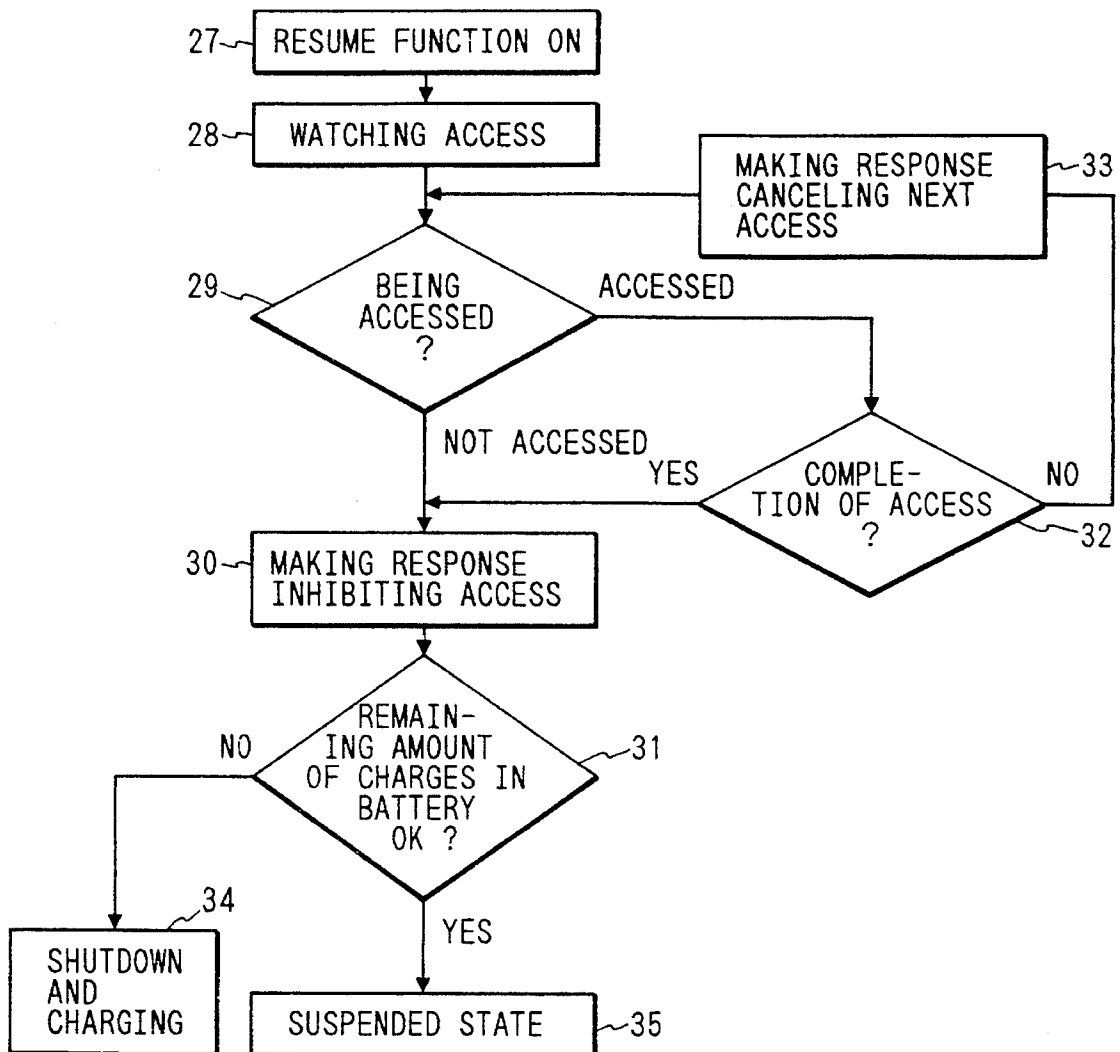 27
RESUME FUNCTION ON
28
WATCHING ACCESS
MAKING RESPONSE
CANCELING NEXT
ACCESS
33
29
BEING
ACCESSED
?
ACCESSED
NOT ACCESSED
YES
COMPLE-
TION OF ACCESS
?
NO
32
30
MAKING RESPONSE
INHIBITING ACCESS
NO
REMAIN-
ING AMOUNT
OF CHARGES IN
BATTERY
OK ?
31
34
YES
SHUTDOWN
AND
CHARGING
SUSPENDED STATE
35